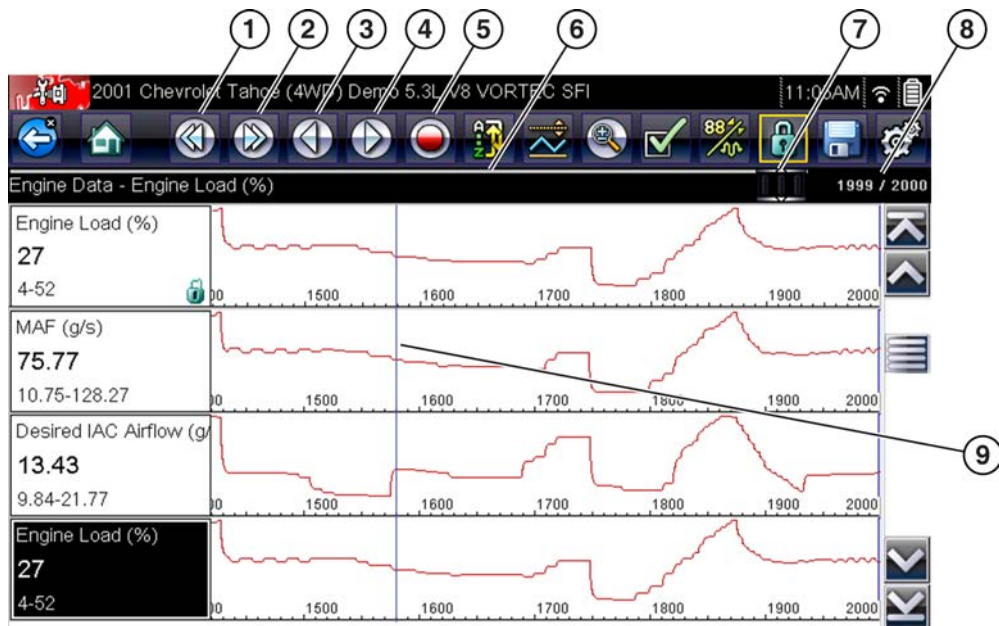 1 2 3 4 5 6 7 8
2001 Chevrolet Tahoe (4WD) Demo 5.3L V8 VORTEC SFI
A
Z
88
Engine Data - Engine Load (%)
1999 / 2000
Engine Load (%)
27
4-52
1500 1600 1700 1800 1900 2000
MAF (g/s)
75.77
10.75-128.27
1500 1600 1700 1800 1900 2000
9
Desired IAC Airflow (g/
13.43
9.84-21.77
1500 1600 1700 1800 1900 2000
Engine Load (%)
27
4-52
1500 1600 1700 1800 1900 2000